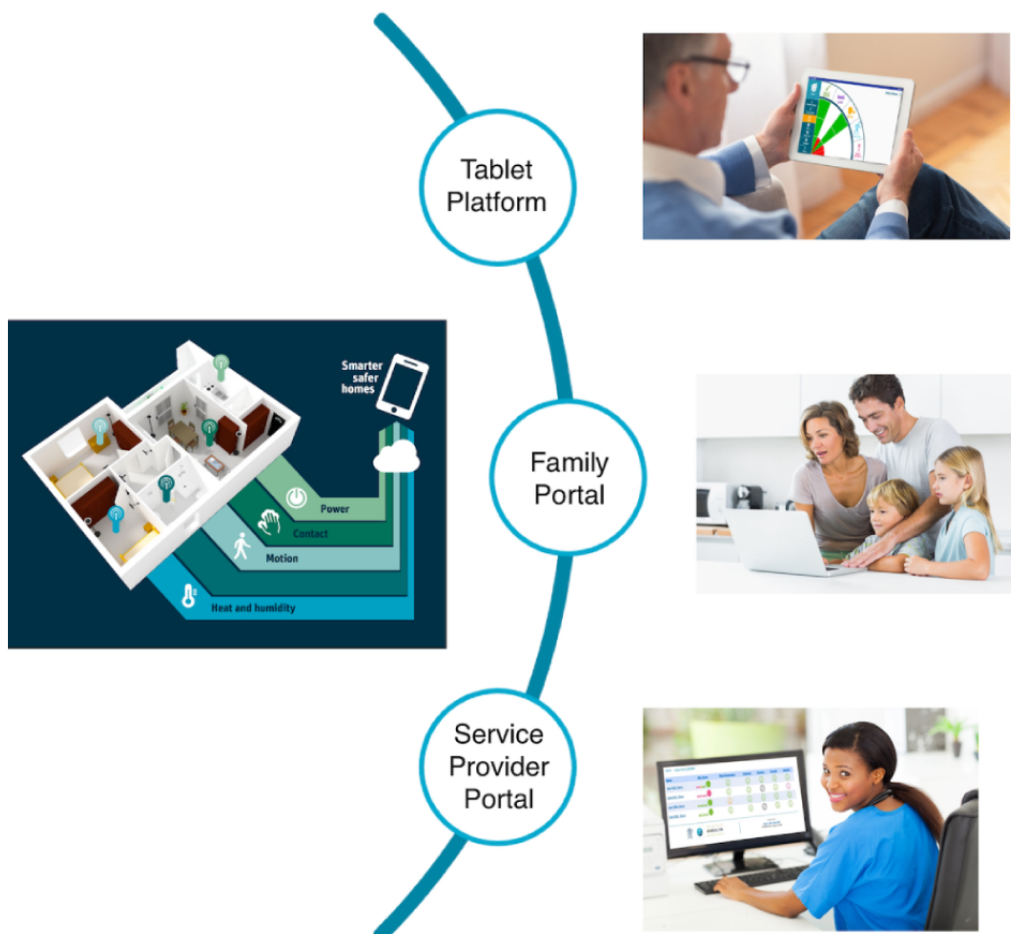 Tablet
Platform
Smarter
safer
homes
Power
Contact
Motion
Heat and humidity
Family
Portal
Service
Provider
Portal